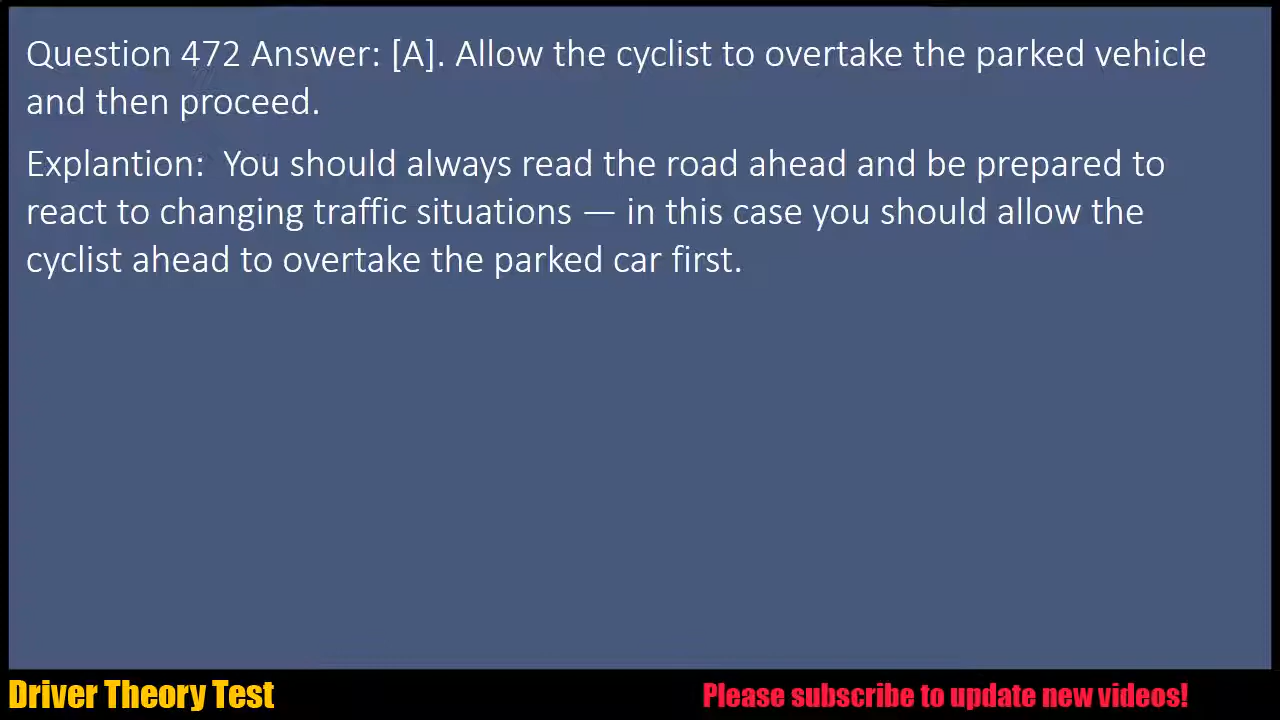 Question 472 Answer: [A]. Allow the cyclist to overtake the parked vehicle
and then proceed.
Explantion:  You should always read the road ahead and be prepared to
react to changing traffic situations — in this case you should allow the
cyclist ahead to overtake the parked car first.
Driver Theory Test
Please subscribe to update new videos!